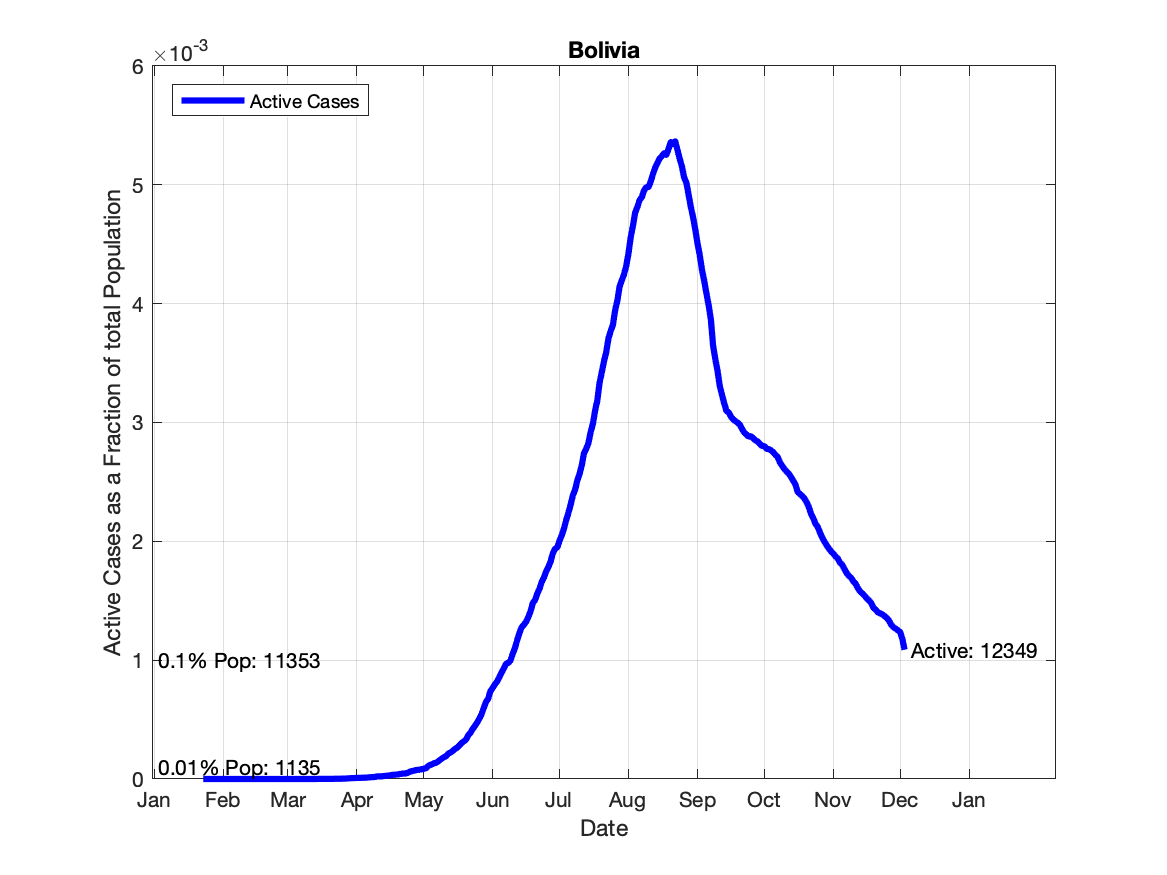 Bolivia
×10-3
Active Cases
6
5
4
3
2
1
0
Active Cases as a Fraction of total Population
0.1% Pop: 11353
0.01% Pop: 1135
Active: 12349
Jan Feb Mar Apr May Jun Jul Aug Sep Oct Nov Dec Jan
Date